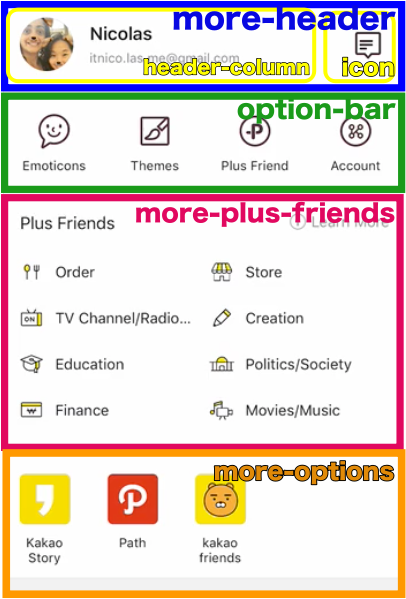 more-header
Nicolas
itnico.las.me@gmail.com
header-column
icon
option-bar
Emoticons
Themes
Plus Friend
Account
more-plus-friends
Plus Friends
Learn More
Order
Store
TV Channel/Radio...
Creation
Education
Politics/Society
Finance
Movies/Music
more-options
Kakao
Story
Path
kakao
friends